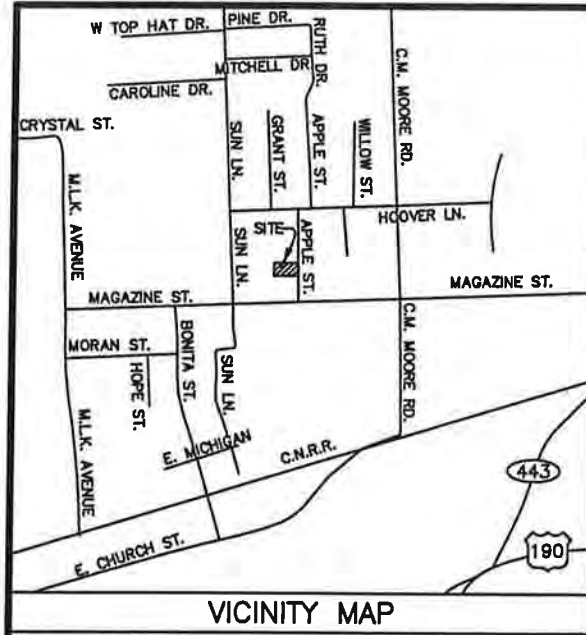 W TOP HAT DR.
PINE DR.
RUTH DR.
MITCHELL DR.
CAROLINE DR.
C.M. MOORE RD.
CRYSTAL ST.
SUN LN.
GRANT ST.
APPLE ST.
WILLOW ST.
M.L.K. AVENUE
HOOVER LN.
SITE
SUN LN.
APPLE ST.
MAGAZINE ST.
MAGAZINE ST.
C.M. MOORE RD.
MORAN ST.
BONITA ST.
HOPE ST.
SUN LN.
M.L.K. AVENUE
E. MICHIGAN
C.N.R.R.
443
190
E. CHURCH ST.
VICINITY MAP